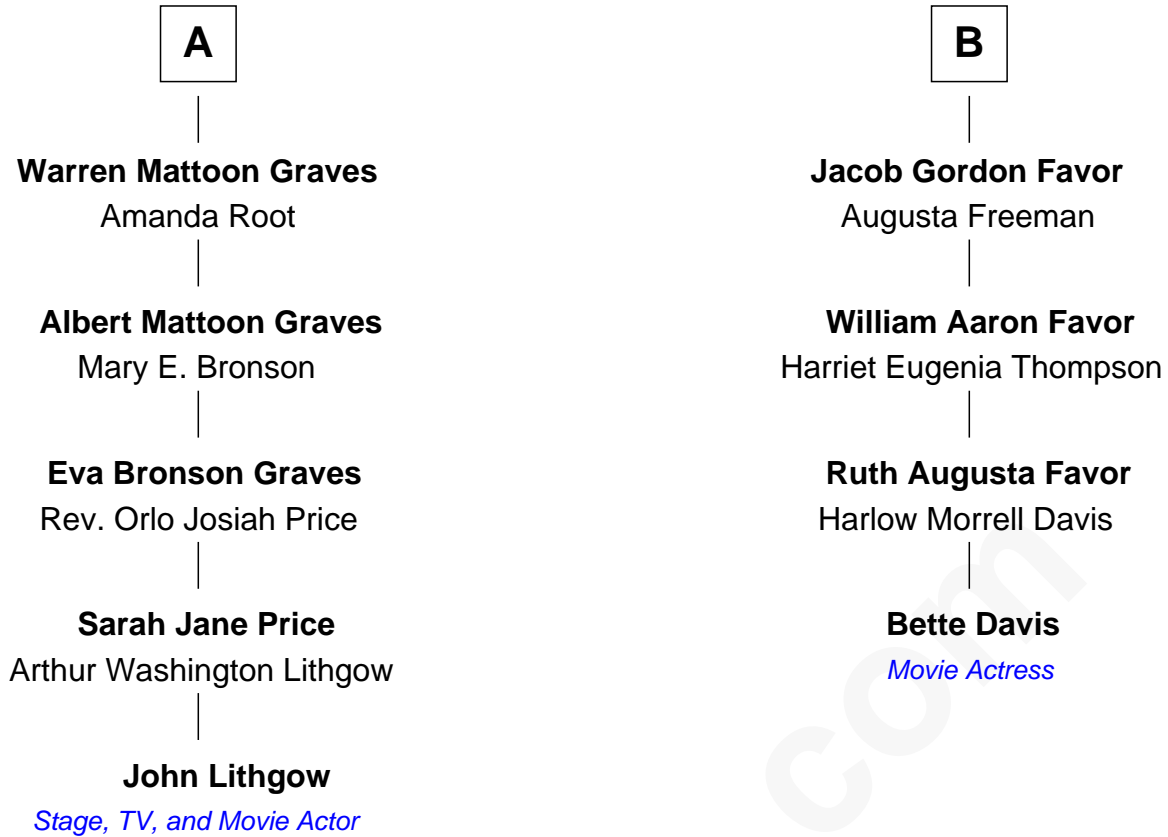 A
Warren Mattoon Graves
Amanda Root
Albert Mattoon Graves
Mary E. Bronson
Eva Bronson Graves
Rev. Orlo Josiah Price
Sarah Jane Price
Arthur Washington Lithgow
John Lithgow
Stage, TV, and Movie Actor
B
Jacob Gordon Favor
Augusta Freeman
William Aaron Favor
Harriet Eugenia Thompson
Ruth Augusta Favor
Harlow Morrell Davis
Bette Davis
Movie Actress
com